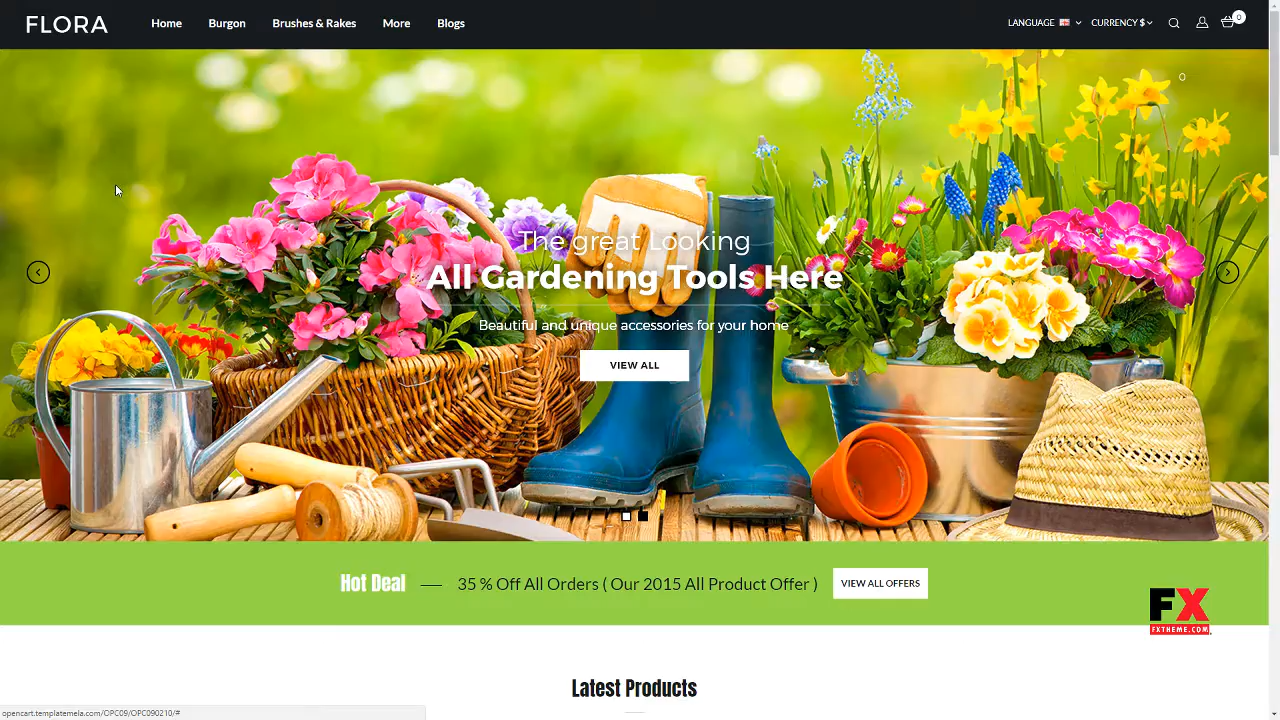 FLORA
Home
Burgon
Brushes & Rakes
More
Blogs
LANGUAGE
CURRENCY $
0
The great Looking
All Gardening Tools Here
Beautiful and unique accessories for your home
VIEW ALL
Hot Deal
35 % Off All Orders ( Our 2015 All Product Offer )
VIEW ALL OFFERS
FX
FXTHEME.COM
Latest Products
opencart.templatemela.com/OPC09/OPC090210/#